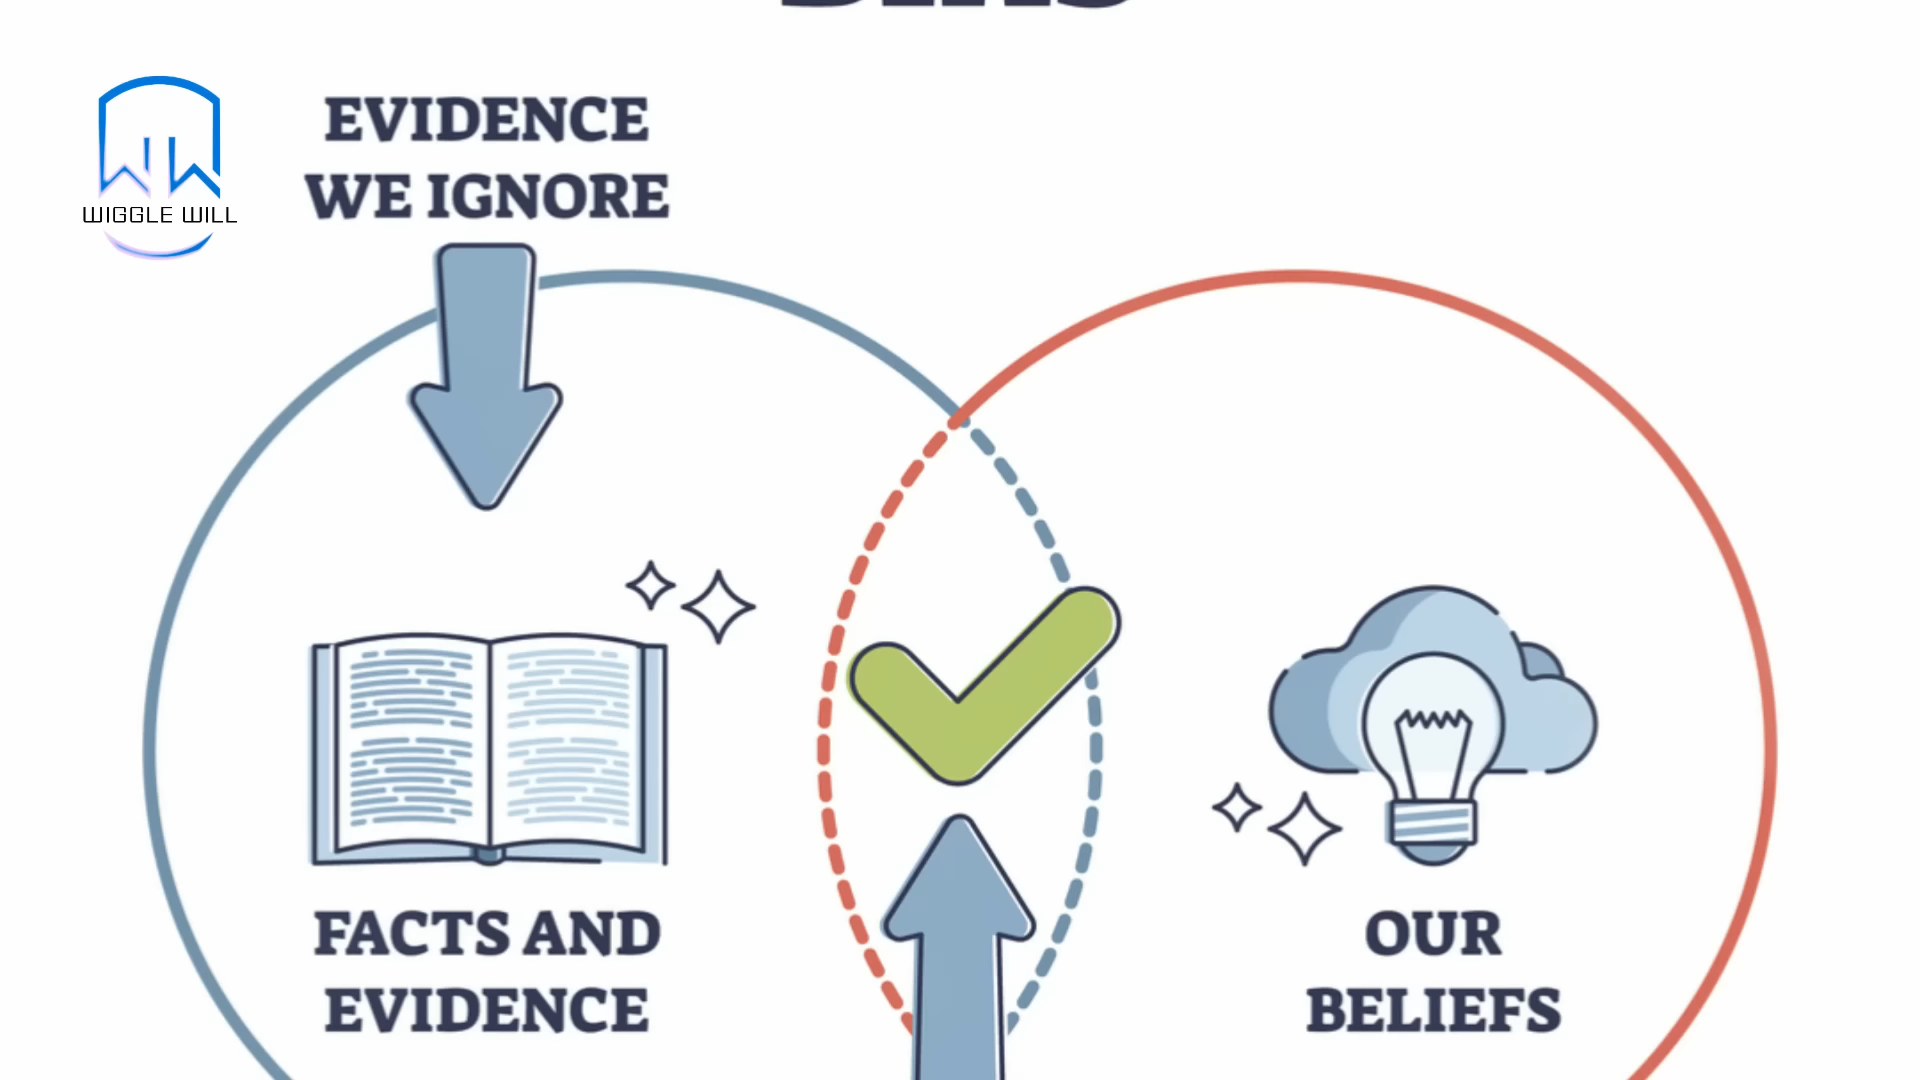 WIGGLE WILL
EVIDENCE
WE IGNORE
FACTS AND
EVIDENCE
OUR
BELIEFS